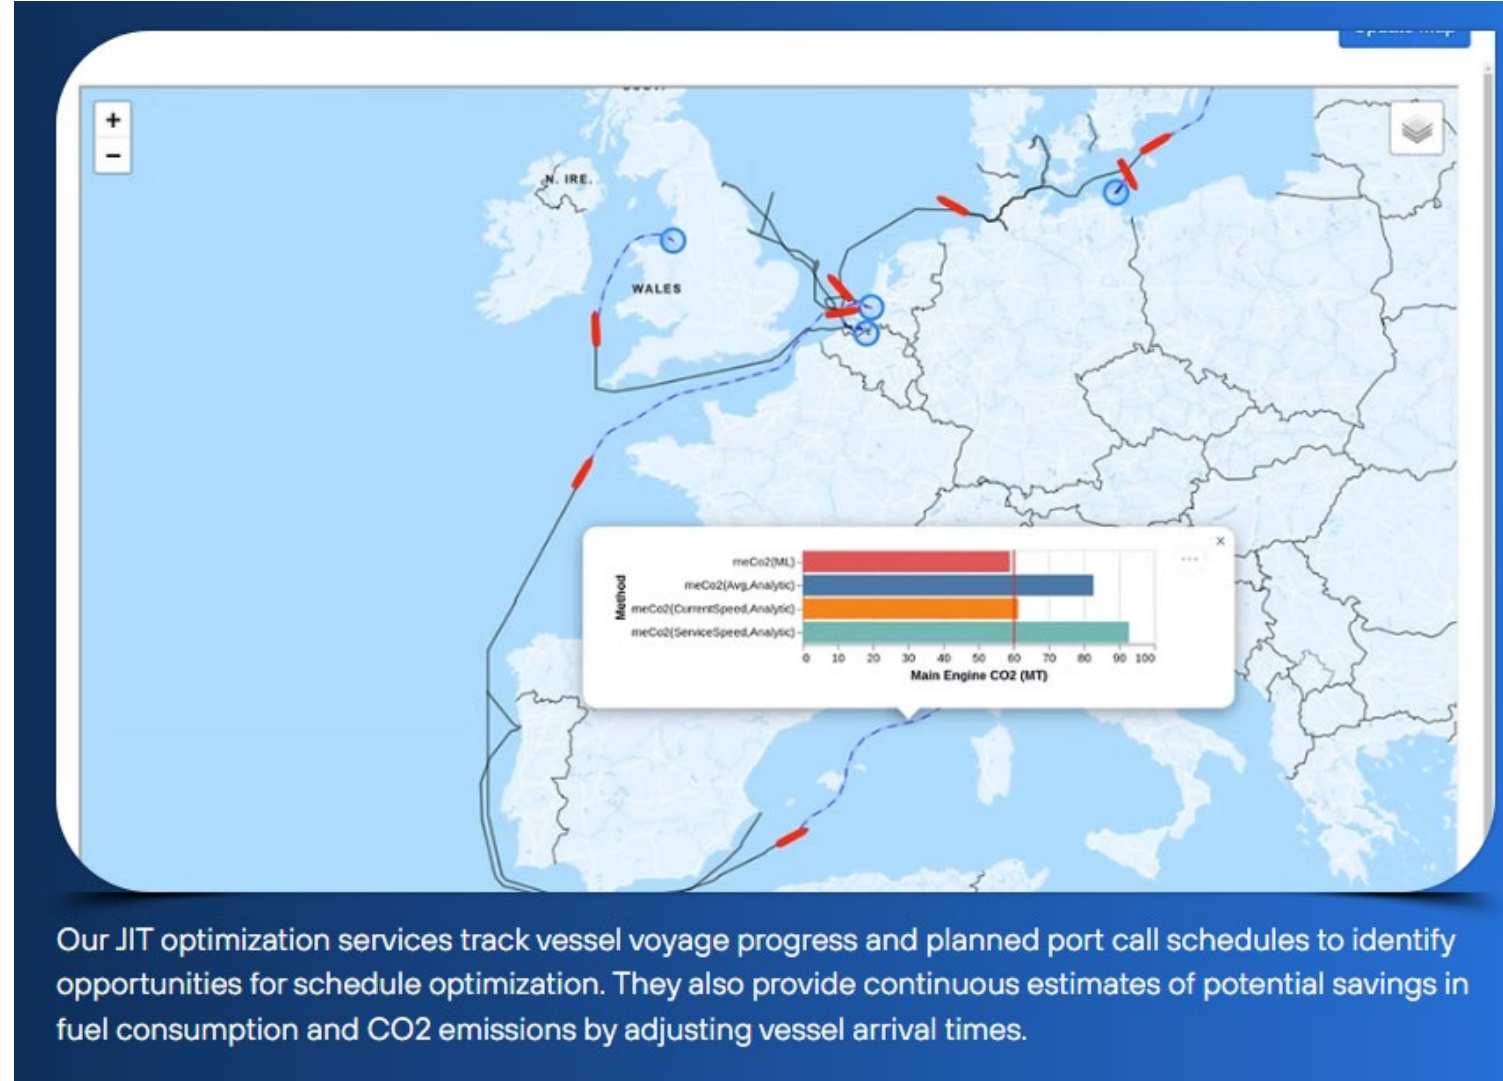 +
−
N. IRE.
WALES
×
...
Method
meCo2(ML)
meCo2(Avg,Analytic)
meCo2(CurrentSpeed,Analytic)
meCo2(ServiceSpeed,Analytic)
0 10 20 30 40 50 60 70 80 90 100
Main Engine CO2 (MT)
Our JIT optimization services track vessel voyage progress and planned port call schedules to identify
opportunities for schedule optimization. They also provide continuous estimates of potential savings in
fuel consumption and CO2 emissions by adjusting vessel arrival times.